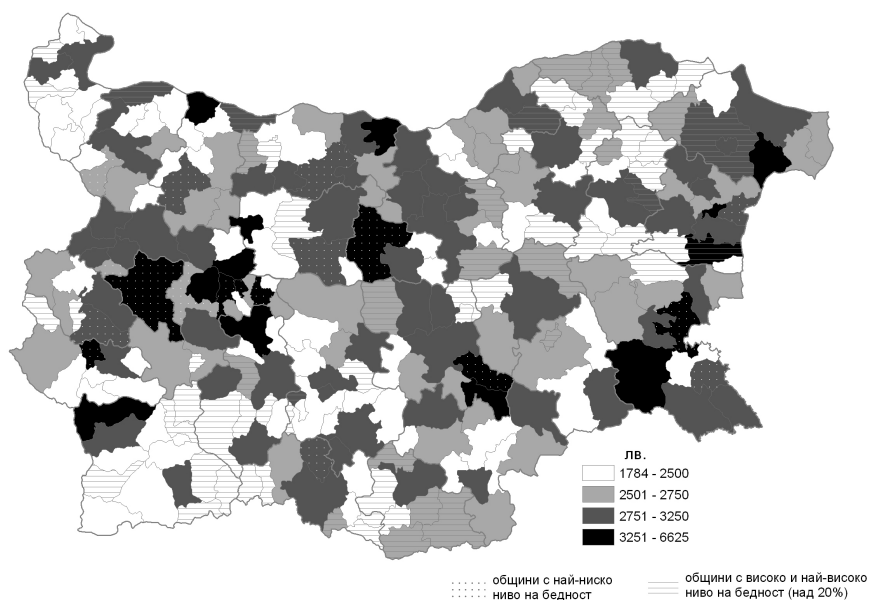 лв.
1784 - 2500
2501 - 2750
2751 - 3250
3251 - 6625
общини с най-ниско
ниво на бедност
общини с високо и най-високо
ниво на бедност (над 20%)